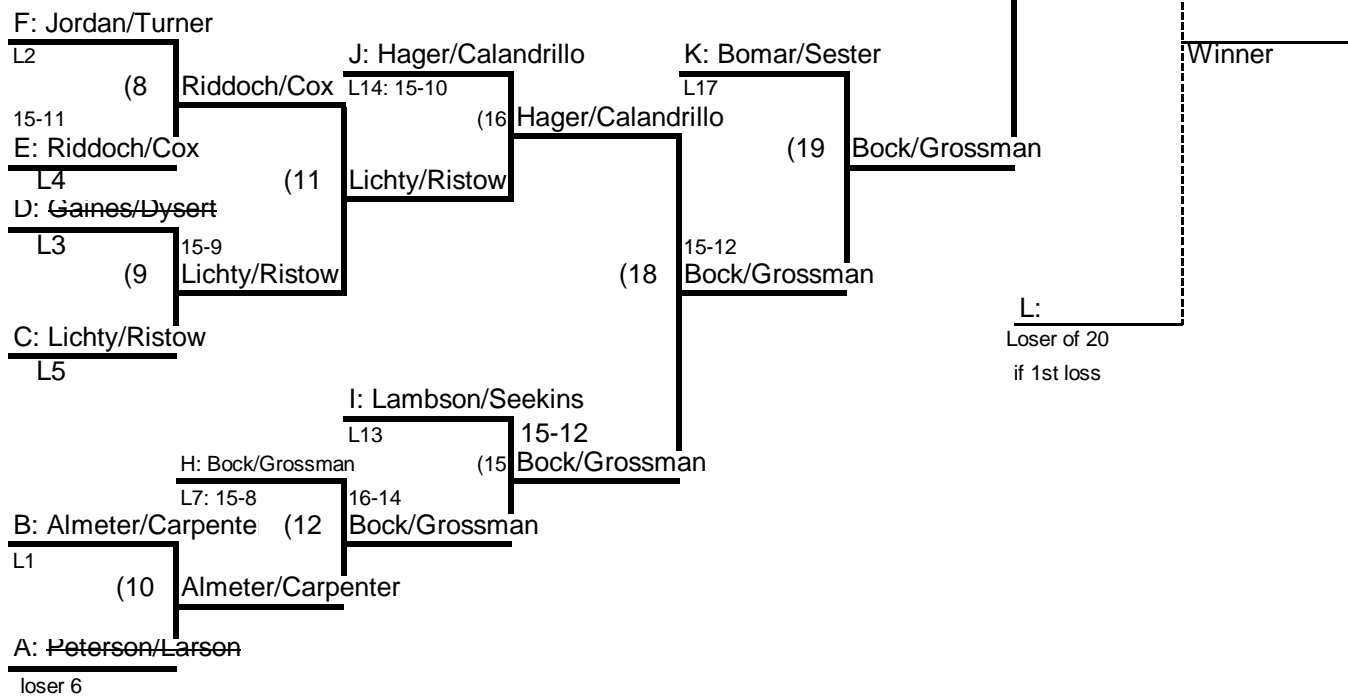 F: Jordan/Turner
L2
J: Hager/Calandrillo
K: Bomar/Sester
Winner
(8
Riddoch/Cox
L14: 15-10
L17
15-11
(16
Hager/Calandrillo
E: Riddoch/Cox
(19
Bock/Grossman
L4
(11
Lichty/Ristow
D: Gaines/Dysert
L3
15-9
15-12
(9
Lichty/Ristow
(18
Bock/Grossman
L:
C: Lichty/Ristow
Loser of 20
L5
if 1st loss
I: Lambson/Seekins
L13
15-12
H: Bock/Grossman
(15
Bock/Grossman
L7: 15-8
16-14
B: Almeter/Carpente
(12
Bock/Grossman
L1
(10
Almeter/Carpenter
A: Peterson/Larson
loser 6